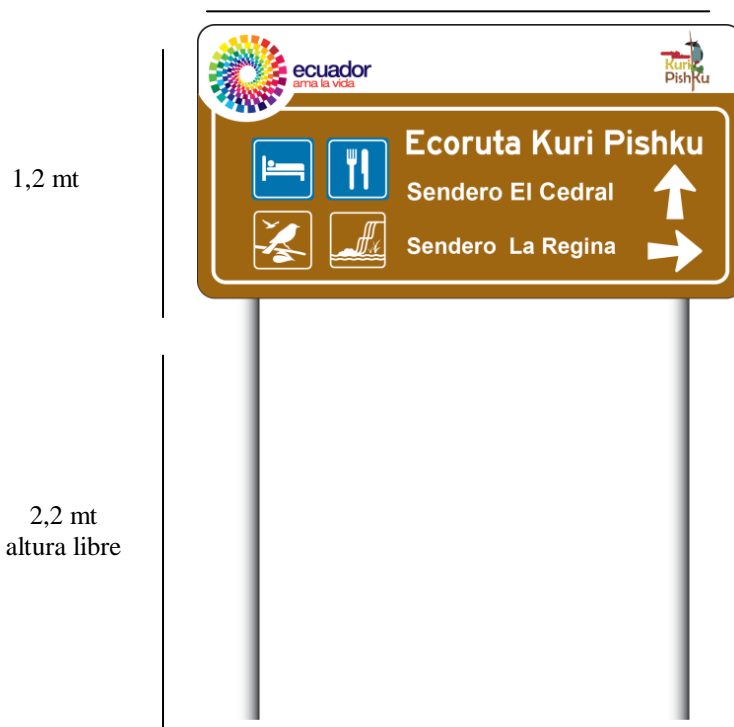 ecuador
ama la vida
Kuri
Pishku
1,2 mt
Ecoruta Kuri Pishku
Sendero El Cedral
Sendero La Regina
2,2 mt
altura libre